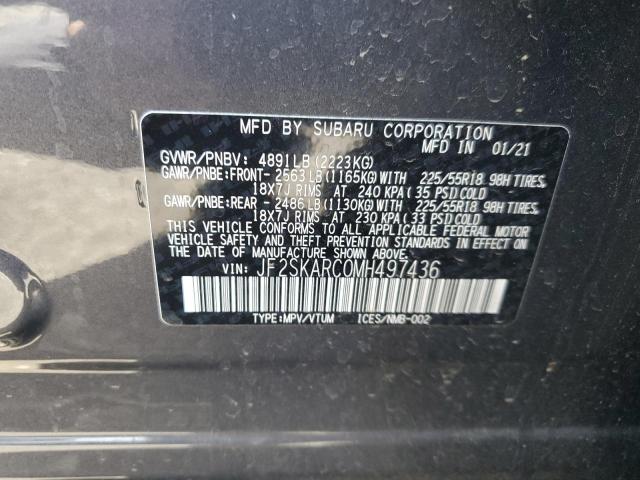 MFD BY SUBARU CORPORATION
MFD IN 01/21
GVWR/PNBV: 4891LB(2223KG)
GAWR/PNBE:FRONT- 2563LB(1165KG)WITH 225/55R18 98H TIRES,
18X7J RIMS AT 240 KPA(35 PSI)COLD
GAWR/PNBE:REAR - 2486LB(1130KG)WITH 225/55R18 98H TIRES,
18X7J RIMS AT 230 KPA(33 PSI)COLD
THIS VEHICLE CONFORMS TO ALL APPLICABLE FEDERAL MOTOR
VEHICLE SAFETY AND THEFT PREVENTION STANDARDS IN EFFECT ON
THE DATE OF MANUFACTURE SHOWN ABOVE.
VIN: JF2SKARC0MH497436
TYPE:MPV/VTUM ICES/NMB-002